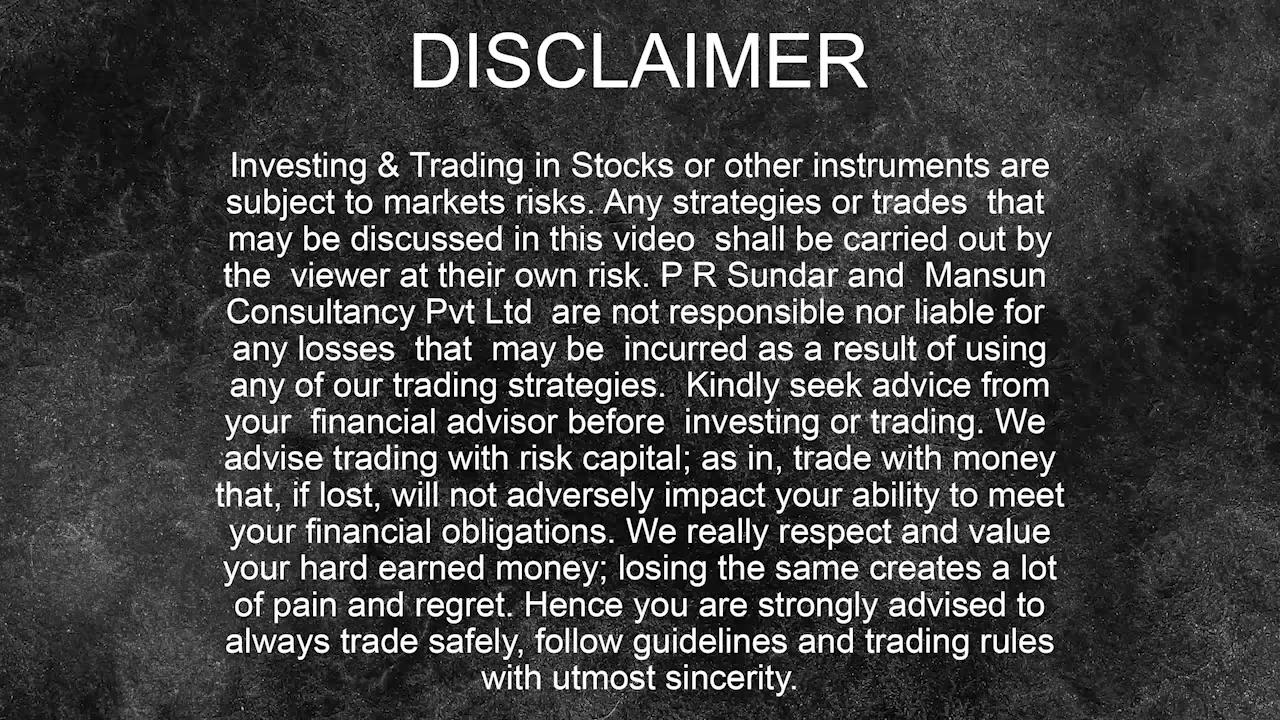 DISCLAIMER
Investing & Trading in Stocks or other instruments are
subject to markets risks. Any strategies or trades that
may be discussed in this video shall be carried out by
the viewer at their own risk. P R Sundar and Mansun
Consultancy Pvt Ltd are not responsible nor liable for
any losses that may be incurred as a result of using
any of our trading strategies. Kindly seek advice from
your financial advisor before investing or trading. We
advise trading with risk capital; as in, trade with money
that, if lost, will not adversely impact your ability to meet
your financial obligations. We really respect and value
your hard earned money; losing the same creates a lot
of pain and regret. Hence you are strongly advised to
always trade safely, follow guidelines and trading rules
with utmost sincerity.